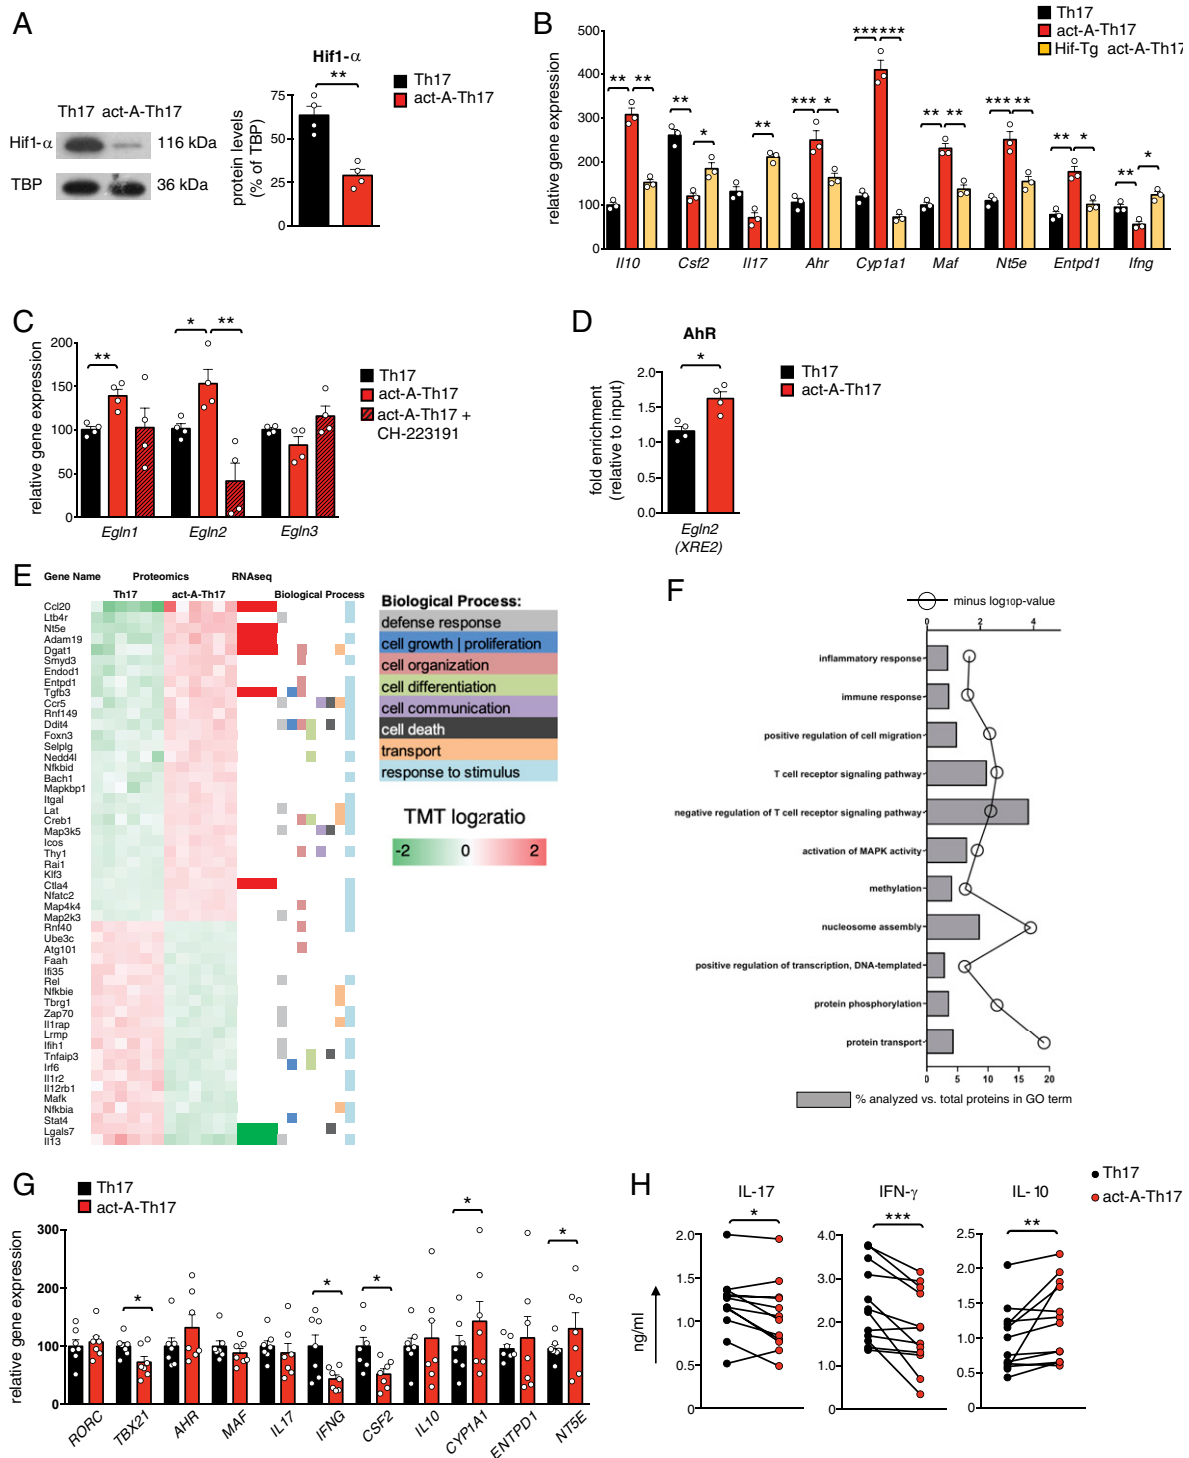 A
Hif1-α
**
Th17
act-A-Th17
Th17 act-A-Th17
Hif1-α 116 kDa
TBP 36 kDa
protein levels
(% of TBP)
75
50
25
0
B
Th17
act-A-Th17
Hif-Tg act-A-Th17
relative gene expression
500
400
300
200
100
0
** ** ** * ** *** * *** *** ** ** *** ** ** * ** *
Il10 Csf2 Il17 Ahr Cyp1a1 Maf Nt5e Entpd1 Ifng
C
relative gene expression
200
150
100
50
0
** * **
Egln1 Egln2 Egln3
Th17
act-A-Th17
act-A-Th17 +
CH-223191
D
AhR
*
Th17
act-A-Th17
fold enrichment
(relative to input)
2.0
1.5
1.0
0.5
0.0
Egln2
(XRE2)
E
Gene Name Proteomics RNAseq
Th17 act-A-Th17 Biological Process
Ccl20
Ltb4r
Nt5e
Adam19
Dgat1
Smyd3
Endod1
Entpd1
Tgfb3
Ccr5
Rnf149
Ddit4
Foxn3
Selplg
Nedd4l
Nfkbid
Bach1
Mapkbp1
Itgal
Lat
Creb1
Map3k5
Icos
Thy1
Rai1
Klf3
Ctla4
Nfatc2
Map4k4
Map2k3
Rnf40
Ube3c
Atg101
Faah
Ifi35
Rel
Nfkbie
Tbrg1
Zap70
Il1rap
Lrmp
Ifih1
Tnfaip3
Irf6
Il1r2
Il12rb1
Mafk
Nfkbia
Stat4
Lgals7
Il13
Biological Process:
defense response
cell growth | proliferation
cell organization
cell differentiation
cell communication
cell death
transport
response to stimulus
TMT log2ratio
-2 0 2
F
minus log10p-value
0 2 4
inflammatory response
immune response
positive regulation of cell migration
T cell receptor signaling pathway
negative regulation of T cell receptor signaling pathway
activation of MAPK activity
methylation
nucleosome assembly
positive regulation of transcription, DNA-templated
protein phosphorylation
protein transport
0 5 10 15 20
% analyzed vs. total proteins in GO term
G
Th17
act-A-Th17
relative gene expression
300
200
100
0
* * * * *
RORC TBX21 AHR MAF IL17 IFNG CSF2 IL10 CYP1A1 ENTPD1 NT5E
H
Th17
act-A-Th17
IL-17 IFN-γ IL-10
* *** **
ng/ml
2.0
1.5
1.0
0.5
0
4.0
3.0
2.0
1.0
0
2.5
2.0
1.5
1.0
0.5
0